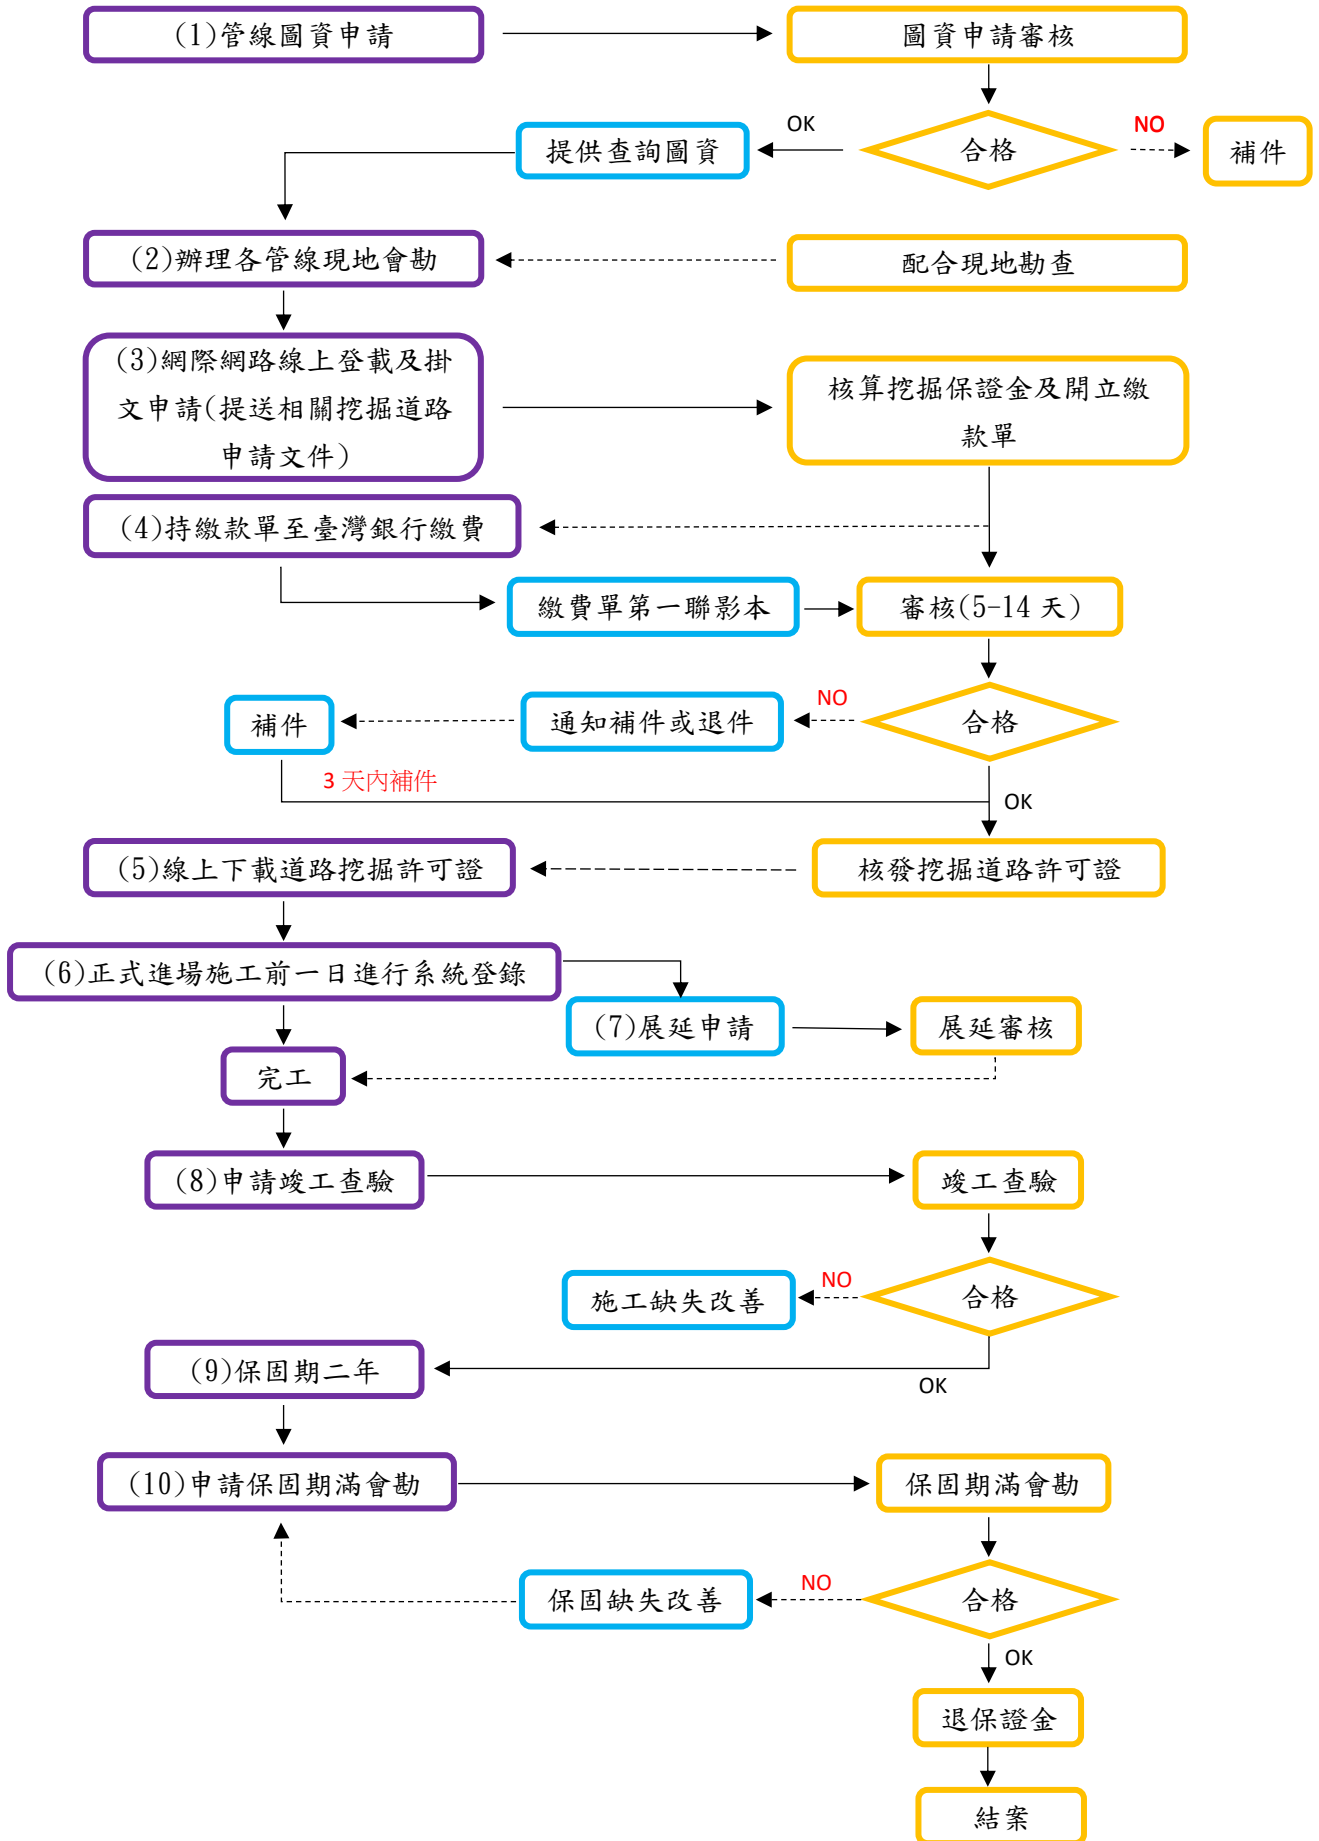 (1)管線圖資申請
圖資申請審核
OK
NO
提供查詢圖資
合格
補件
(2)辦理各管線現地會勘
配合現地勘查
(3)網際網路線上登載及掛
文申請(提送相關挖掘道路
申請文件)
核算挖掘保證金及開立繳
款單
(4)持繳款單至臺灣銀行繳費
繳費單第一聯影本
審核(5-14 天)
NO
補件
通知補件或退件
合格
3 天內補件
OK
(5)線上下載道路挖掘許可證
核發挖掘道路許可證
(6)正式進場施工前一日進行系統登錄
(7)展延申請
展延審核
完工
(8)申請竣工查驗
竣工查驗
NO
施工缺失改善
合格
(9)保固期二年
OK
(10)申請保固期滿會勘
保固期滿會勘
NO
保固缺失改善
合格
OK
退保證金
結案